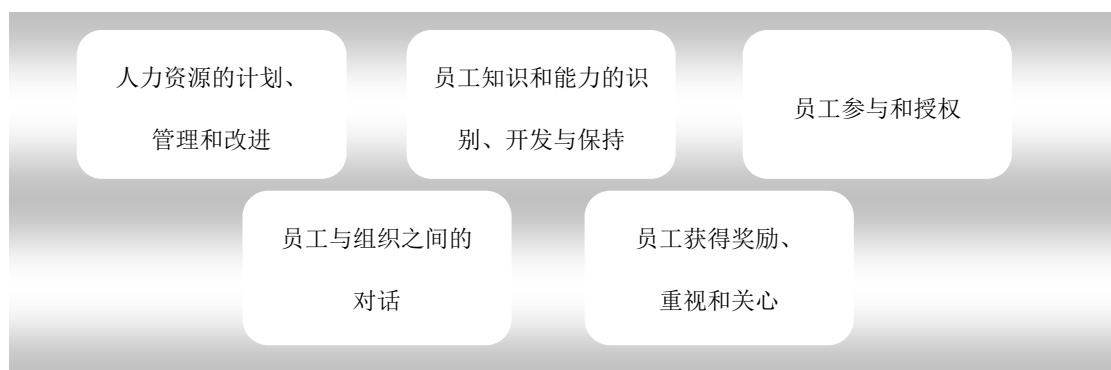 人力资源的计划、
管理和改进
员工知识和能力的识
别、开发与保持
员工参与和授权
员工与组织之间的
对话
员工获得奖励、
重视和关心